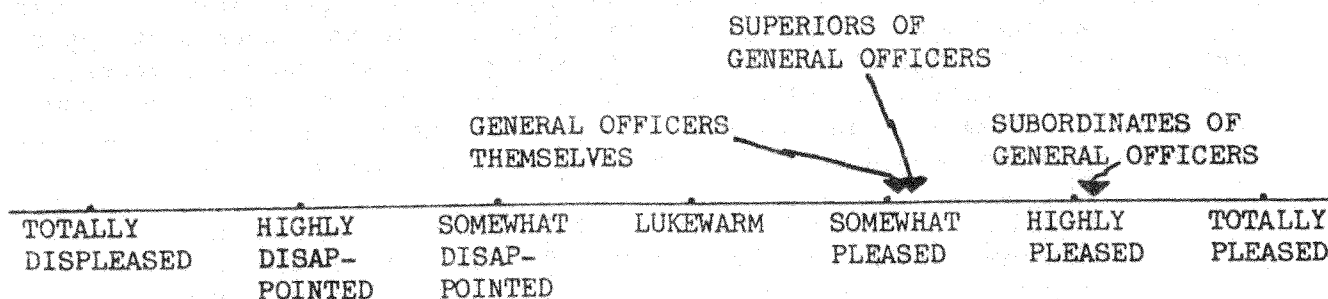 SUPERIORS OF
GENERAL OFFICERS
GENERAL OFFICERS
THEMSELVES
SUBORDINATES OF
GENERAL OFFICERS
TOTALLY
DISPLEASED
HIGHLY
DISAP-
POINTED
SOMEWHAT
DISAP-
POINTED
LUKEWARM
SOMEWHAT
PLEASED
HIGHLY
PLEASED
TOTALLY
PLEASED